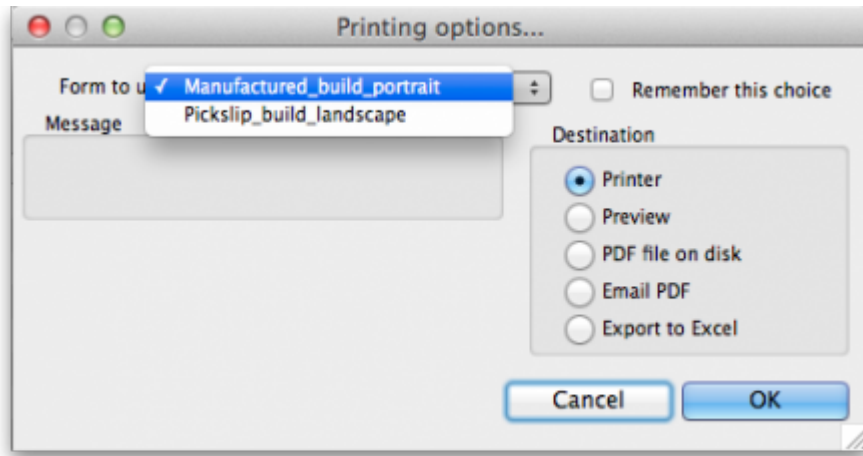 Printing options...
Form to u
Manufactured_build_portrait
Pickslip_build_landscape
Remember this choice
Message
Destination
Printer
Preview
PDF file on disk
Email PDF
Export to Excel
Cancel
OK